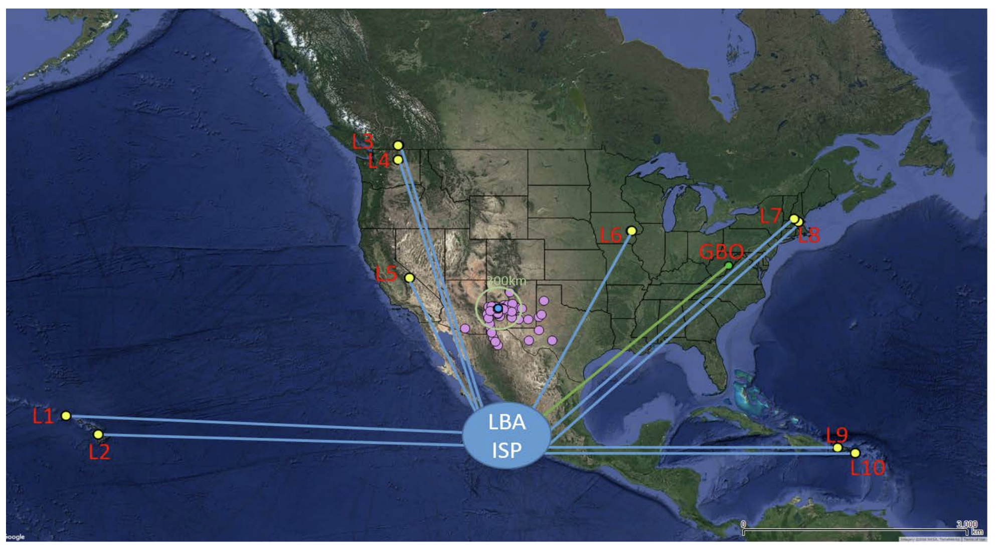 L3
L4
L7
L6
L8
GBO
L5
300km
L1
LBA
ISP
L9
L2
L10
0
3,000
km
oogle